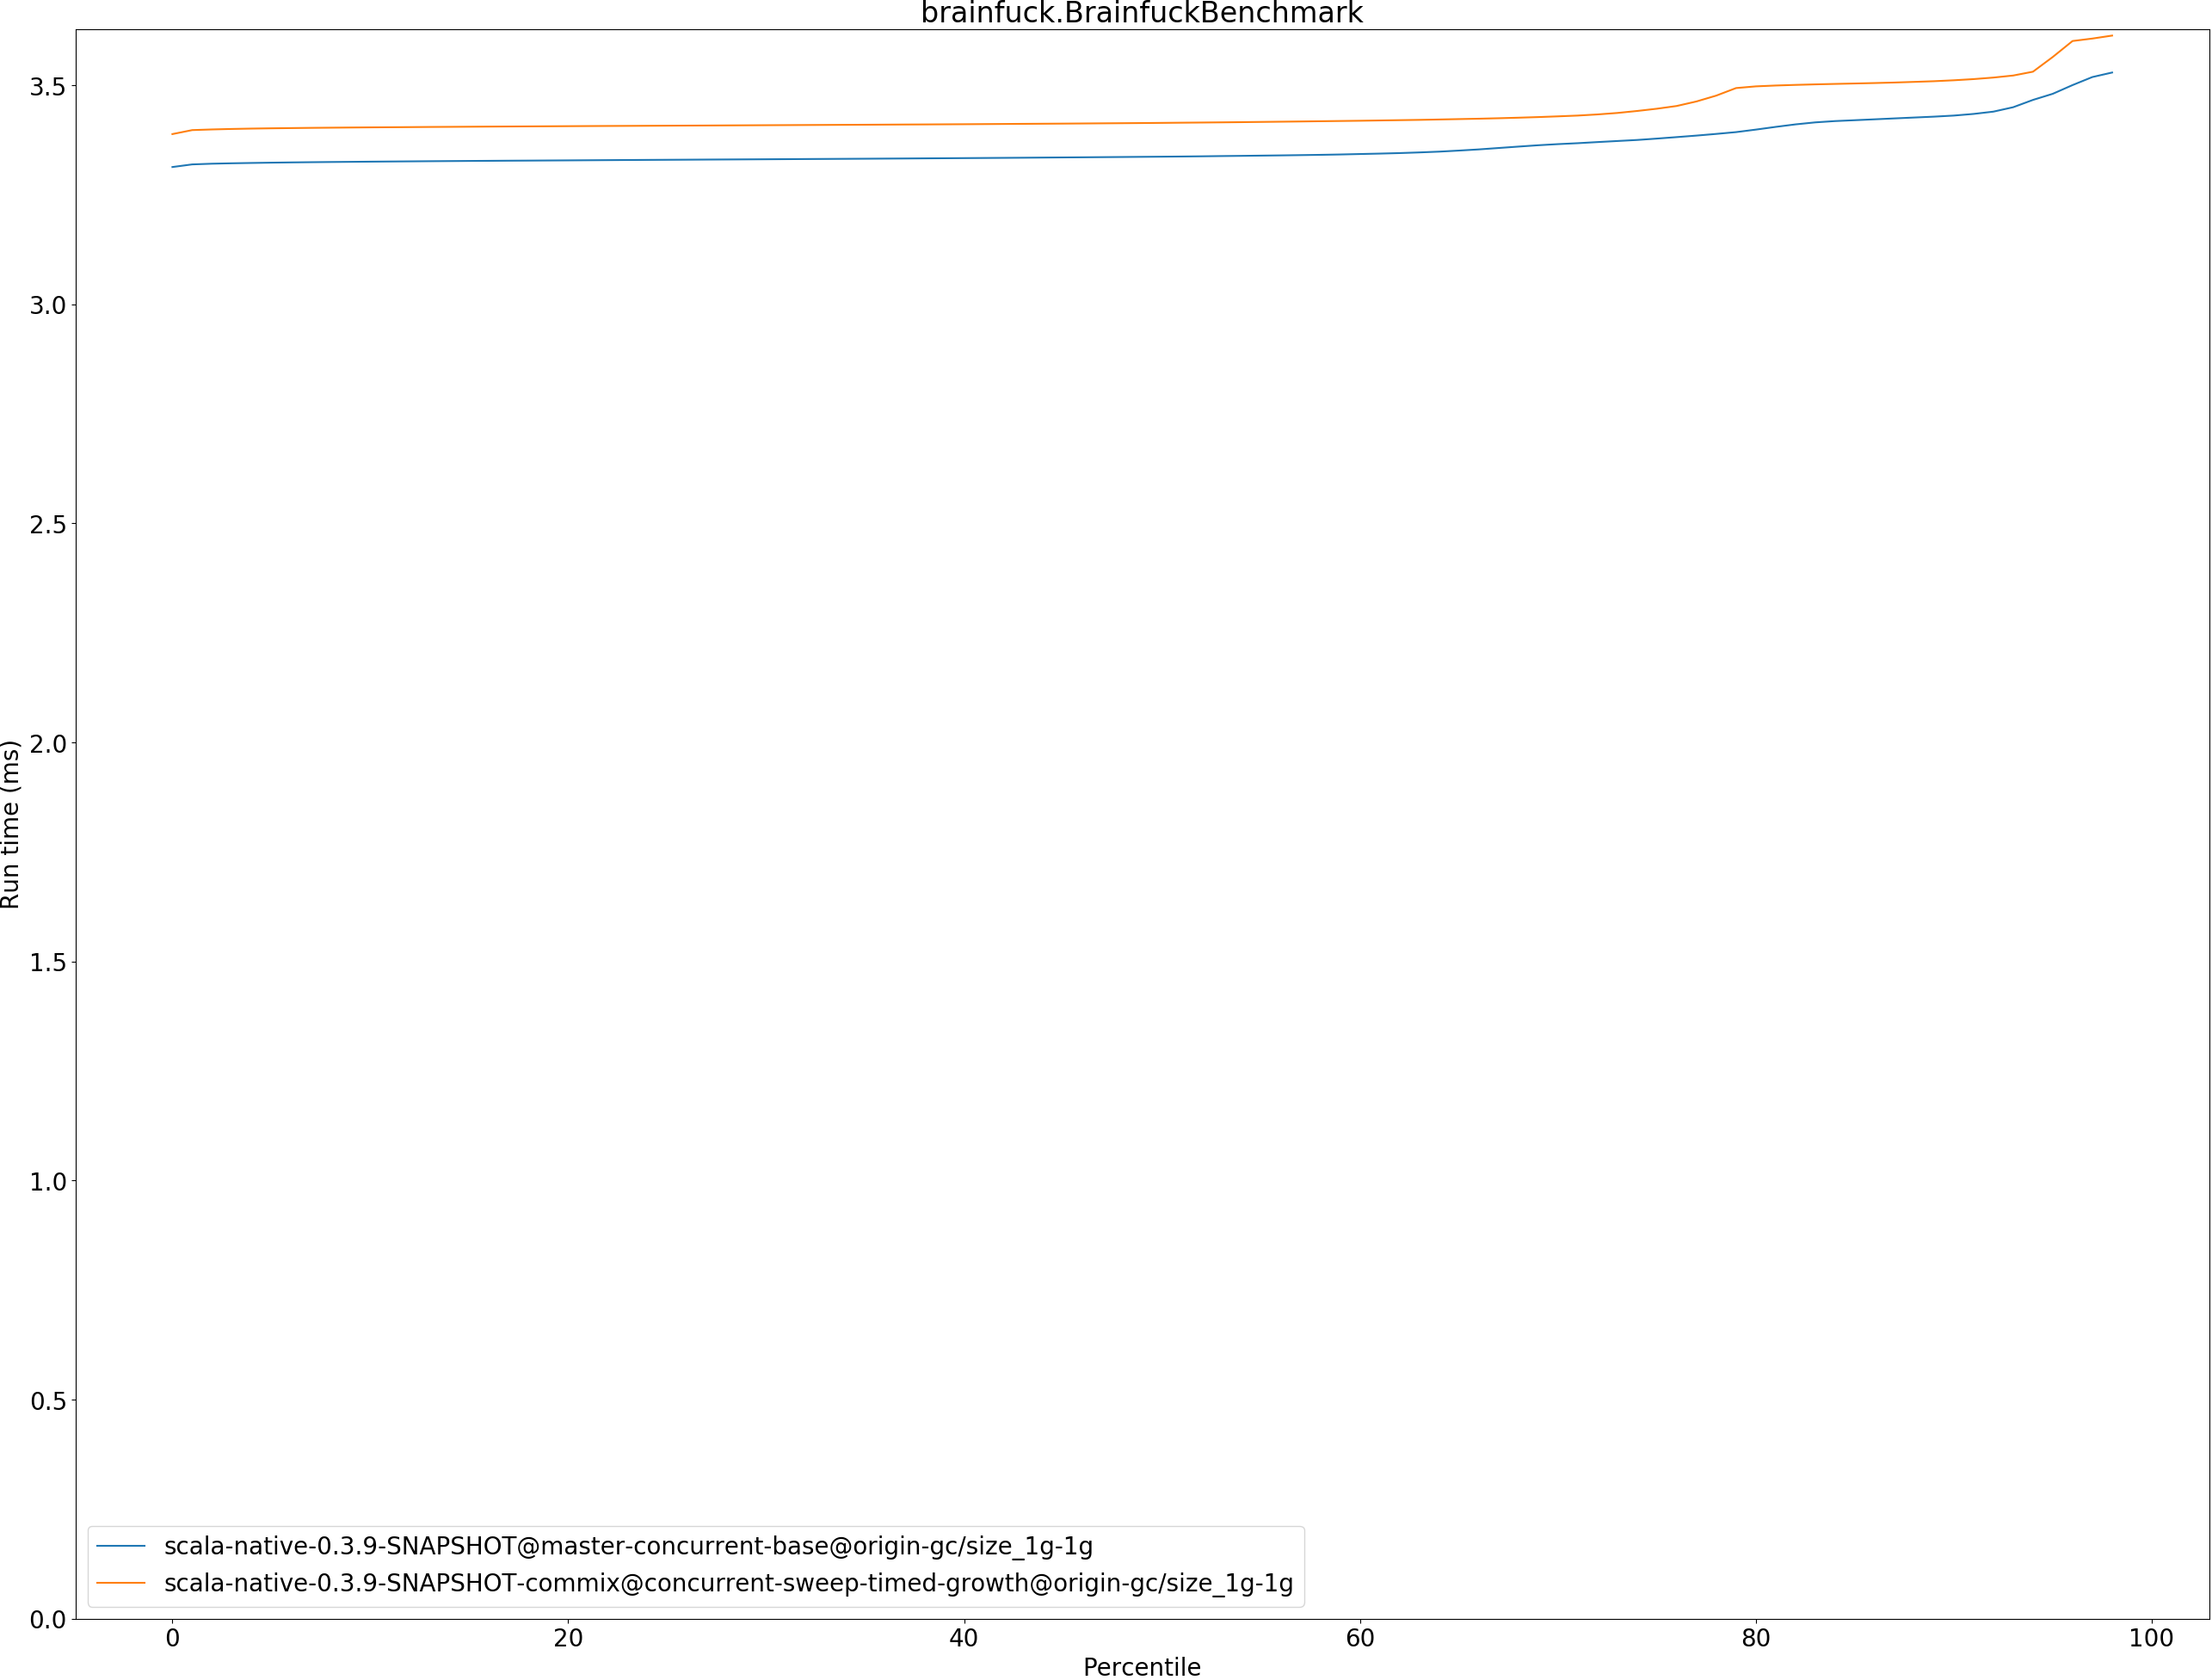 brainfuck.BrainfuckBenchmark
Run time (ms)
3.5
3.0
2.5
2.0
1.5
1.0
0.5
0.0
scala-native-0.3.9-SNAPSHOT@master-concurrent-base@origin-gc/size_1g-1g
scala-native-0.3.9-SNAPSHOT-commix@concurrent-sweep-timed-growth@origin-gc/size_1g-1g
0 20 40 60 80 100
Percentile